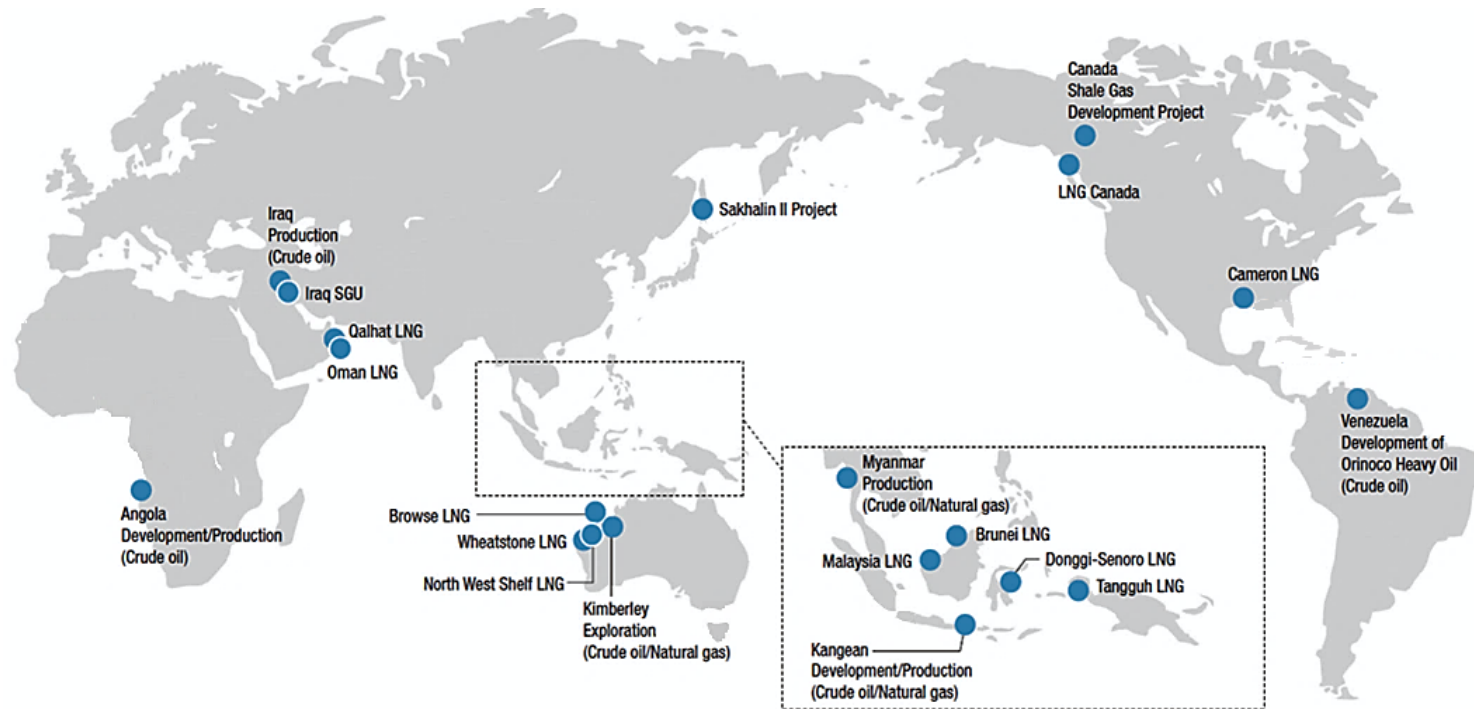 Canada
Shale Gas
Development Project
LNG Canada
Sakhalin II Project
Iraq
Production
(Crude oil)
Iraq SGU
Cameron LNG
Qalhat LNG
Oman LNG
Venezuela
Development of
Orinoco Heavy Oil
(Crude oil)
Angola
Development/Production
(Crude oil)
Browse LNG
Wheatstone LNG
North West Shelf LNG
Kimberley
Exploration
(Crude oil/Natural gas)
Myanmar
Production
(Crude oil/Natural gas)
Brunei LNG
Malaysia LNG
Donggi-Senoro LNG
Tangguh LNG
Kangean
Development/Production
(Crude oil/Natural gas)